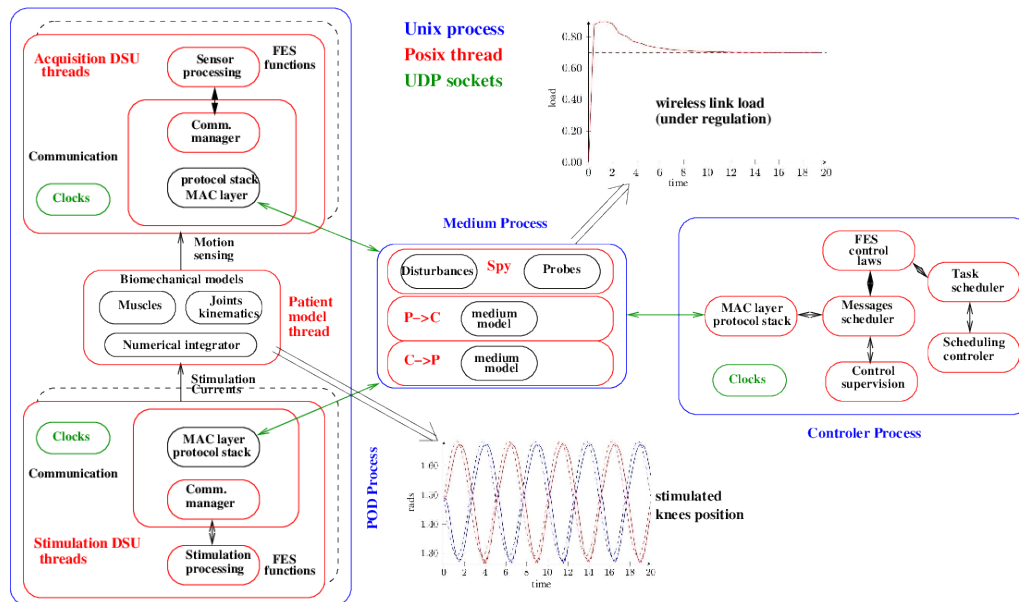 Unix process
Posix thread
UDP sockets
Acquisition DSU
threads
Sensor
processing
FES
functions
Comm.
manager
Communication
protocol stack
MAC layer
Clocks
Motion
sensing
Biomechanical models
Muscles
Joints
kinematics
Numerical integrator
Patient
model
thread
Stimulation
Currents
Clocks
MAC layer
protocol stack
Communication
Comm.
manager
Stimulation DSU
threads
Stimulation
processing
FES
functions
POD Process
Medium Process
Disturbances
Spy
Probes
P->C
medium
model
C->P
medium
model
0.80
0.60
0.40
0.20
0.00
load
0 2 4 6 8 10 12 14 16 18 20
time
wireless link load
(under regulation)
FES
control
laws
Task
scheduler
MAC layer
protocol stack
Messages
scheduler
Scheduling
controler
Clocks
Control
supervision
Controler Process
1.60
rads
1.40
0 2 4 6 8 10 12 14 16 18 20
time
stimulated
knees position